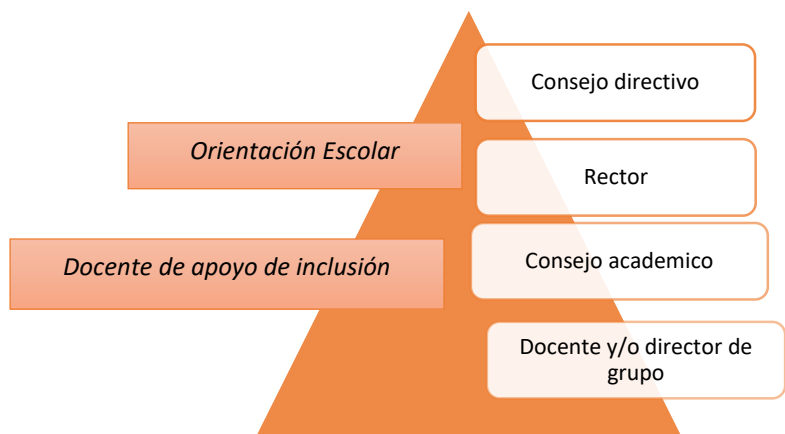 Consejo directivo
Orientación Escolar
Rector
Docente de apoyo de inclusión
Consejo academico
Docente y/o director de
grupo